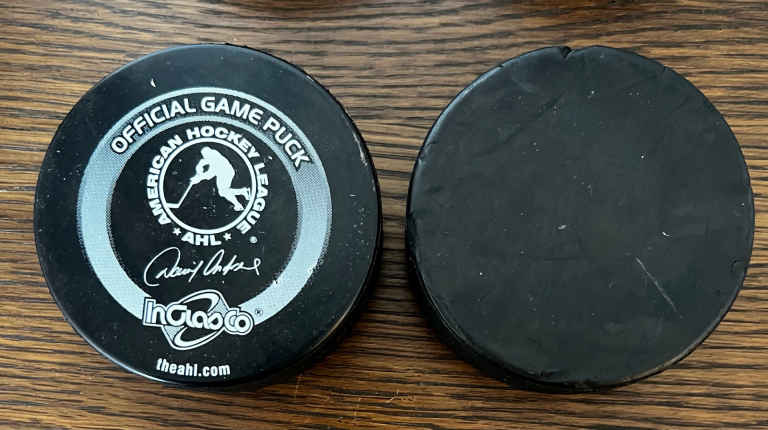 OFFICIAL GAME PUCK
AMERICAN HOCKEY LEAGUE
★ AHL ★ ®
InGlasCo ®
theahl.com